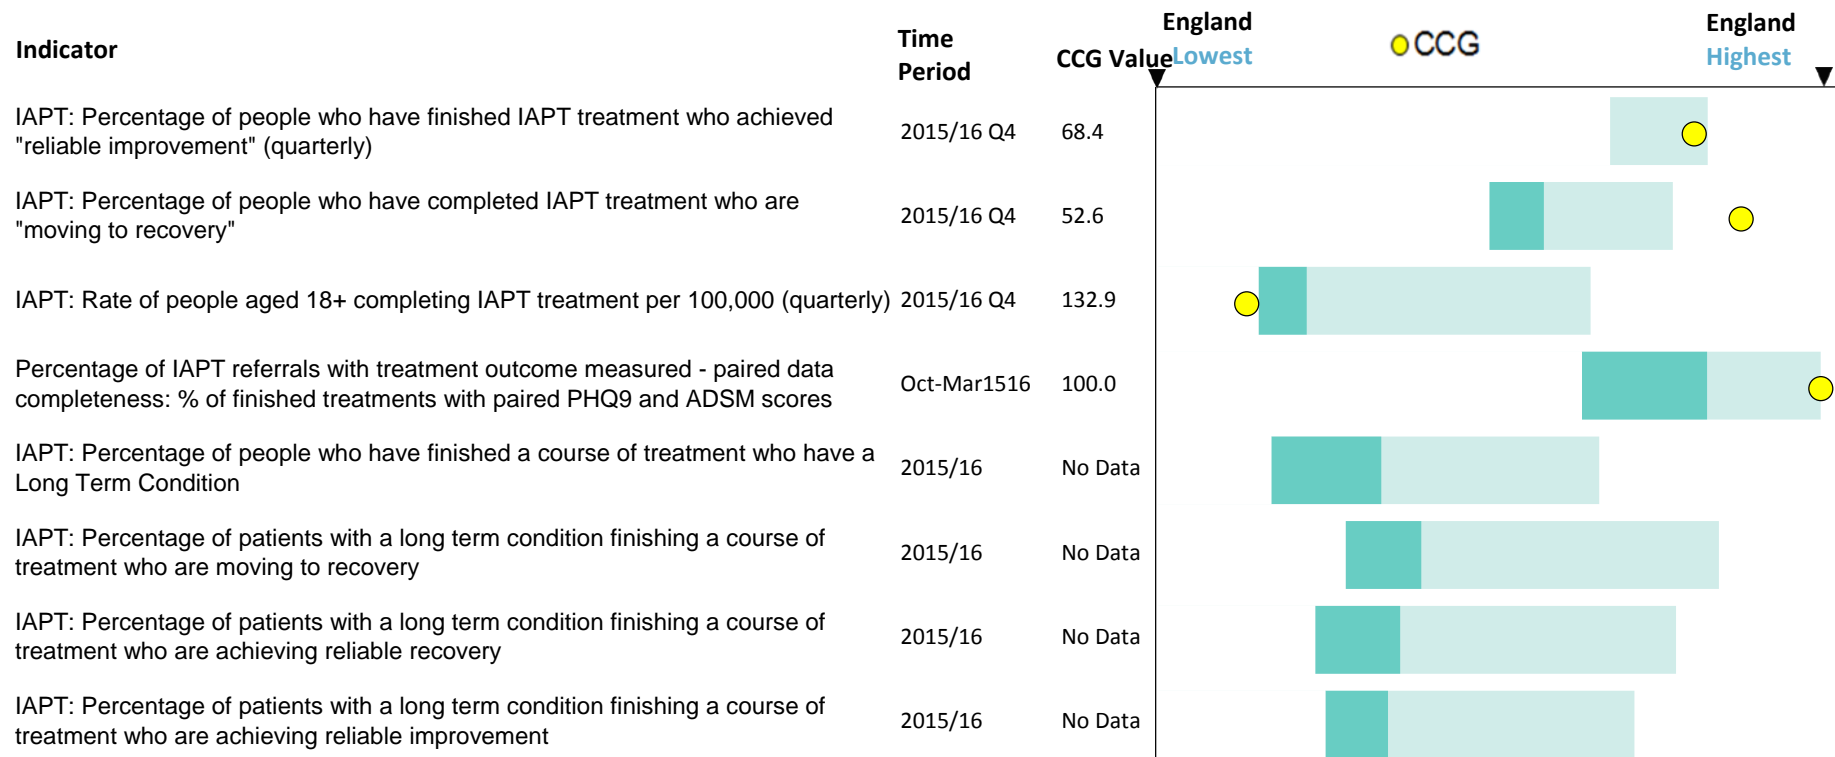 Indicator
Time
Period
CCG Value
England
Lowest
CCG
England
Highest
IAPT: Percentage of people who have finished IAPT treatment who achieved
"reliable improvement" (quarterly)
2015/16 Q4
68.4
IAPT: Percentage of people who have completed IAPT treatment who are
"moving to recovery"
2015/16 Q4
52.6
IAPT: Rate of people aged 18+ completing IAPT treatment per 100,000 (quarterly)
2015/16 Q4
132.9
Percentage of IAPT referrals with treatment outcome measured - paired data
completeness: % of finished treatments with paired PHQ9 and ADSM scores
Oct-Mar1516
100.0
IAPT: Percentage of people who have finished a course of treatment who have a
Long Term Condition
2015/16
No Data
IAPT: Percentage of patients with a long term condition finishing a course of
treatment who are moving to recovery
2015/16
No Data
IAPT: Percentage of patients with a long term condition finishing a course of
treatment who are achieving reliable recovery
2015/16
No Data
IAPT: Percentage of patients with a long term condition finishing a course of
treatment who are achieving reliable improvement
2015/16
No Data